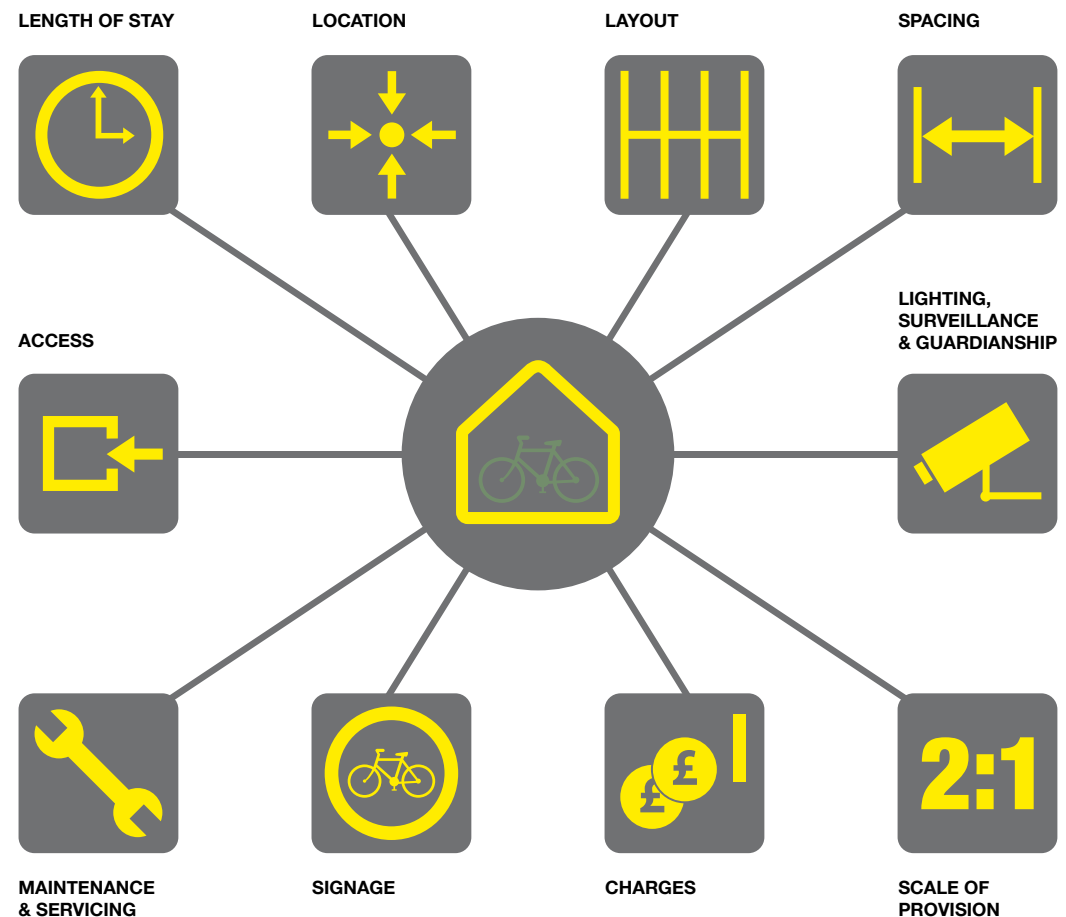 LENGTH OF STAY
LOCATION
LAYOUT
SPACING
ACCESS
LIGHTING,
SURVEILLANCE
& GUARDIANSHIP
£
£
2:1
MAINTENANCE
& SERVICING
SIGNAGE
CHARGES
SCALE OF
PROVISION